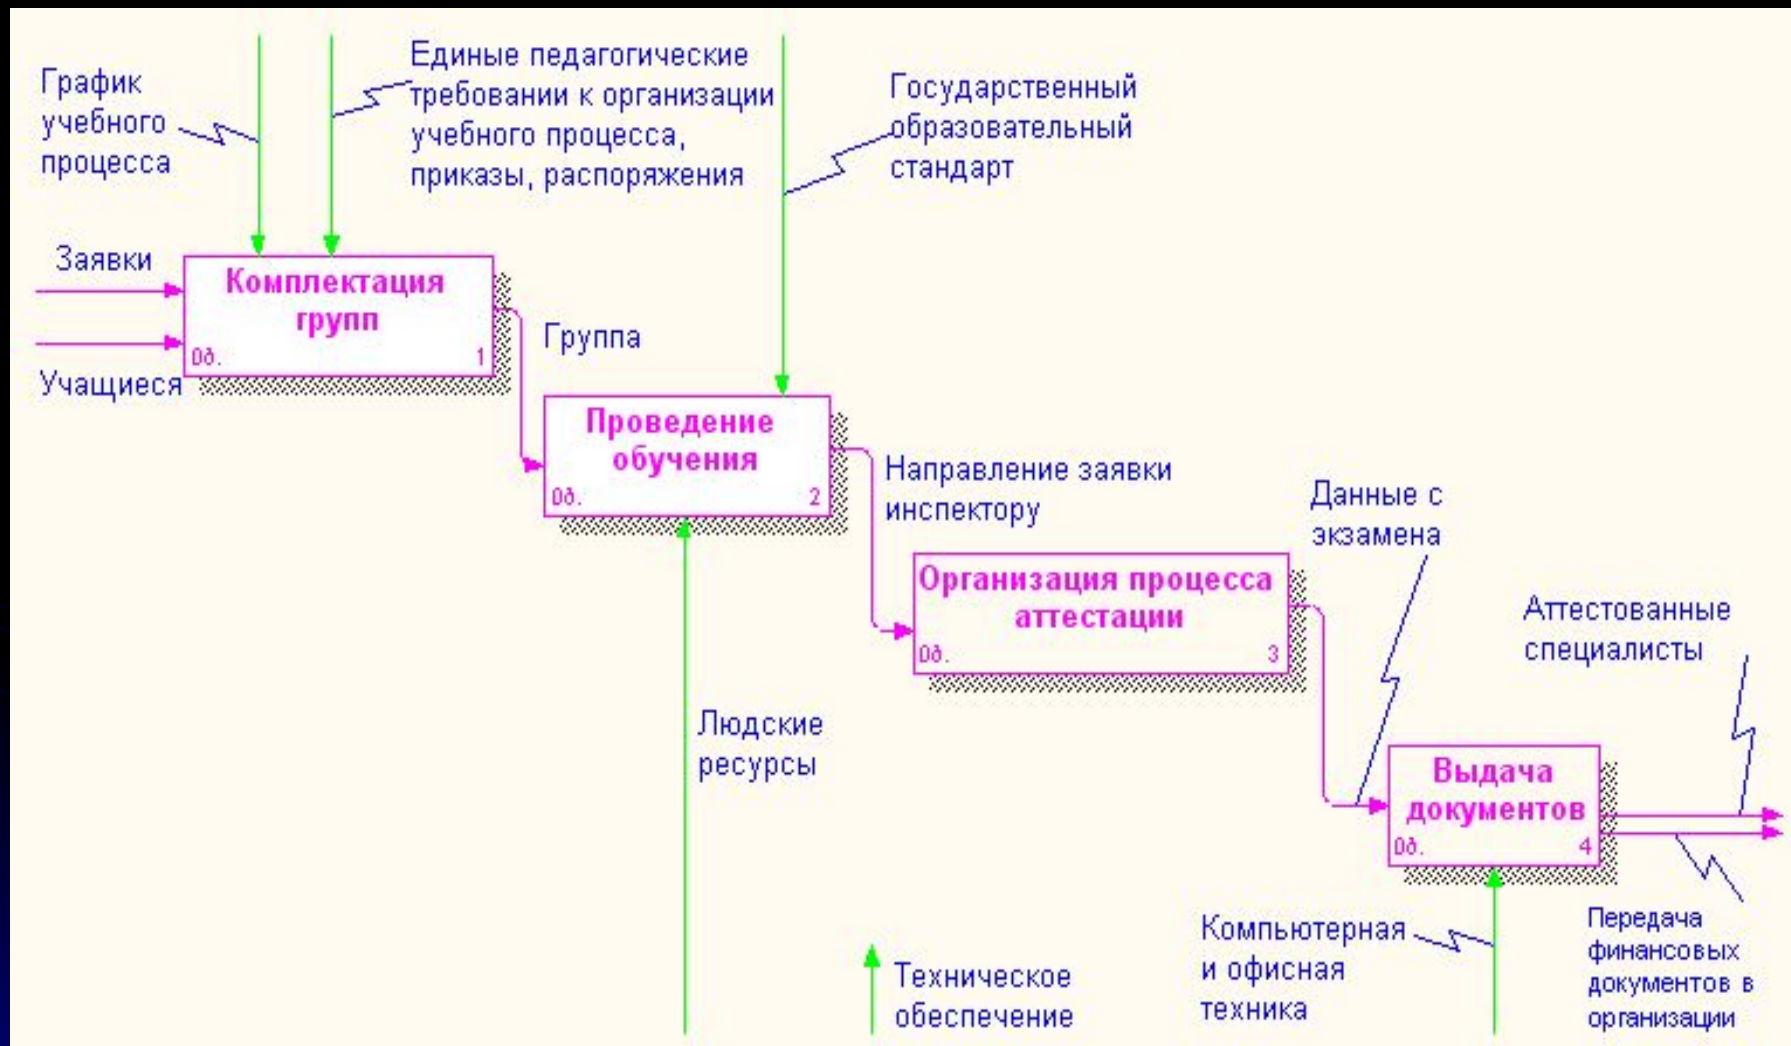 График
учебного
процесса
Единые педагогические
требовании к организации
учебного процесса,
приказы, распоряжения
Государственный
образовательный
стандарт
Заявки
Учащиеся
Комплектация
групп
0д. 1
Группа
Проведение
обучения
0д. 2
Направление заявки
инспектору
Данные с
экзамена
Организация процесса
аттестации
0д. 3
Аттестованные
специалисты
Людские
ресурсы
Выдача
документов
0д. 4
Техническое
обеспечение
Компьютерная
и офисная
техника
Передача
финансовых
документов в
организации